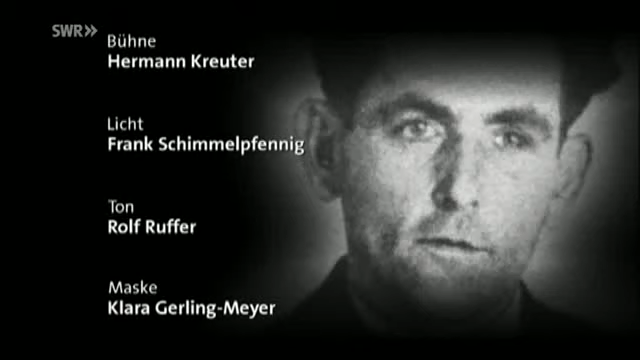 SWR»
Bühne
Hermann Kreuter
Licht
Frank Schimmelpfennig
Ton
Rolf Ruffer
Maske
Klara Gerling-Meyer